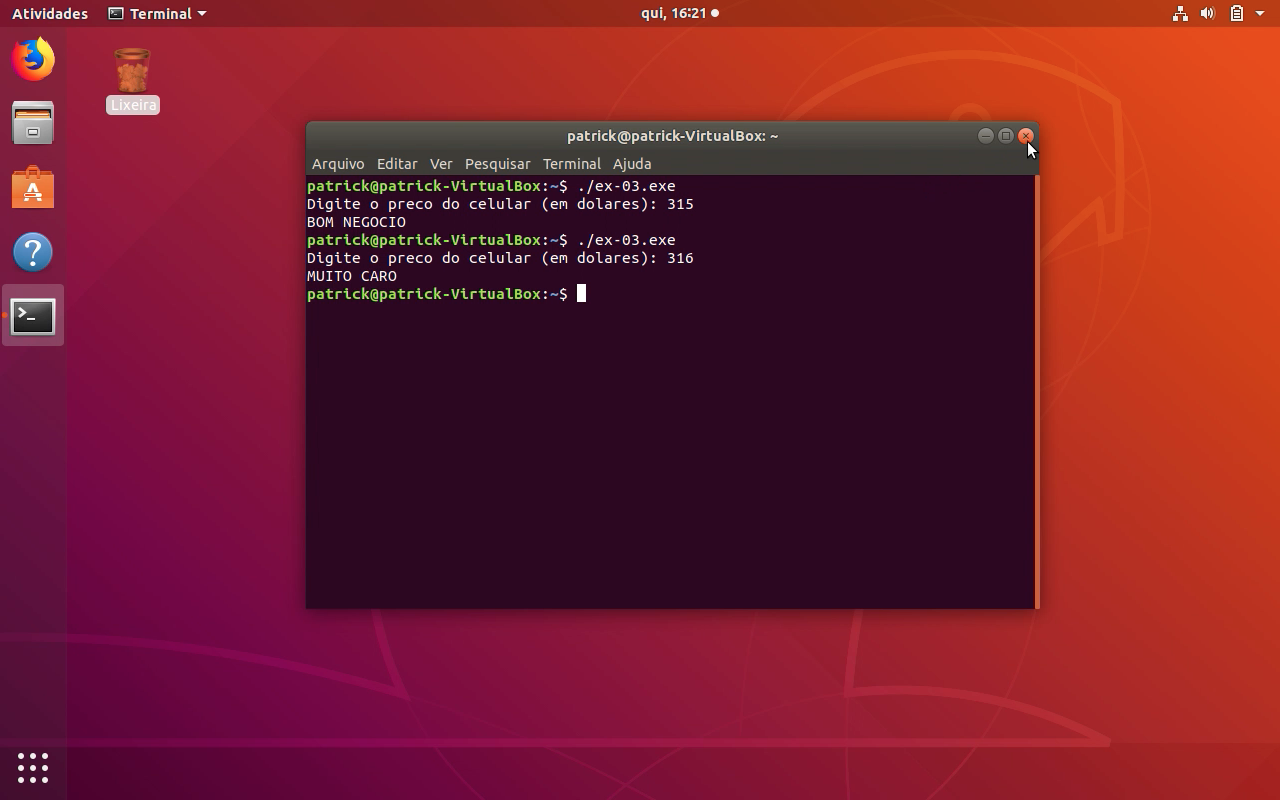 Atividades Terminal qui, 16:21
Lixeira
patrick@patrick-VirtualBox: ~
Arquivo Editar Ver Pesquisar Terminal Ajuda
patrick@patrick-VirtualBox:~$ ./ex-03.exe
Digite o preco do celular (em dolares): 315
BOM NEGOCIO
patrick@patrick-VirtualBox:~$ ./ex-03.exe
Digite o preco do celular (em dolares): 316
MUITO CARO
patrick@patrick-VirtualBox:~$